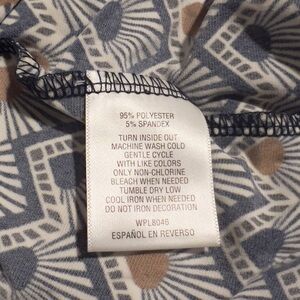 95% POLYESTER
5% SPANDEX
TURN INSIDE OUT
MACHINE WASH COLD
GENTLE CYCLE
WITH LIKE COLORS
ONLY NON-CHLORINE
BLEACH WHEN NEEDED
TUMBLE DRY LOW
COOL IRON WHEN NEEDED
DO NOT IRON DECORATION
WPL8046
ESPAÑOL EN REVERSO